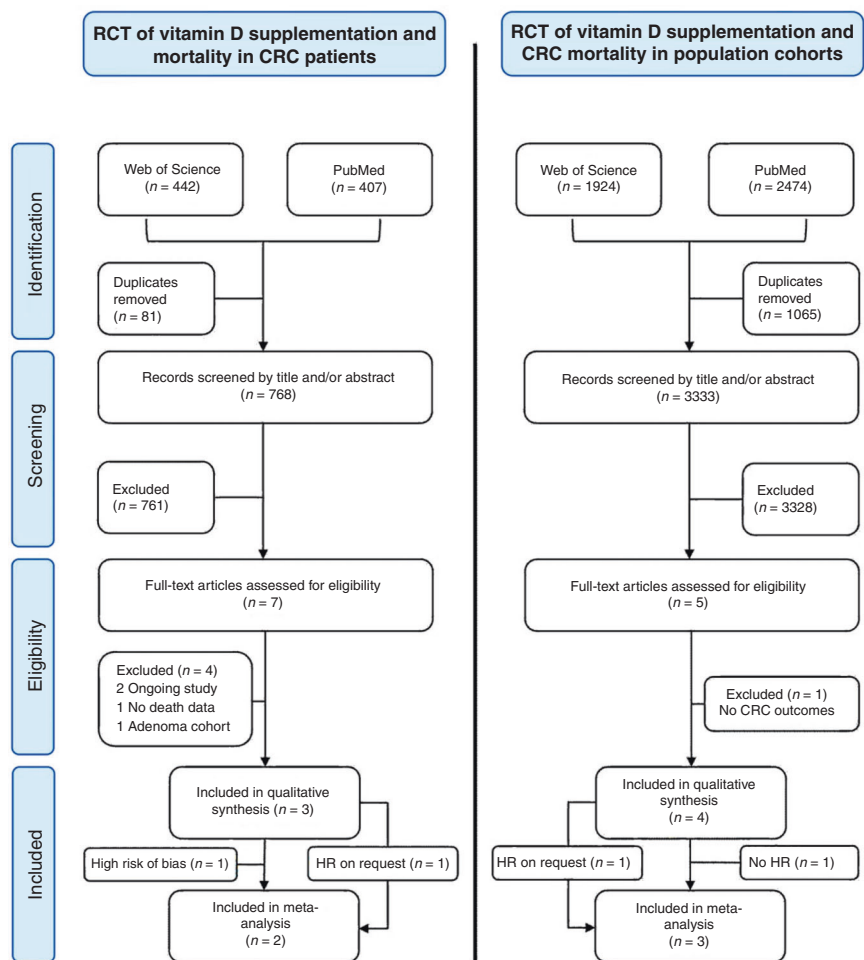 RCT of vitamin D supplementation and
mortality in CRC patients
RCT of vitamin D supplementation and
CRC mortality in population cohorts
Identification
Web of Science
(n = 442)
PubMed
(n = 407)
Duplicates
removed
(n = 81)
Web of Science
(n = 1924)
PubMed
(n = 2474)
Duplicates
removed
(n = 1065)
Screening
Records screened by title and/or abstract
(n = 768)
Excluded
(n = 761)
Records screened by title and/or abstract
(n = 3333)
Excluded
(n = 3328)
Eligibility
Full-text articles assessed for eligibility
(n = 7)
Excluded (n = 4)
2 Ongoing study
1 No death data
1 Adenoma cohort
Full-text articles assessed for eligibility
(n = 5)
Excluded (n = 1)
No CRC outcomes
Included
Included in qualitative
synthesis (n = 3)
High risk of bias (n = 1)
HR on request (n = 1)
Included in meta-
analysis
(n = 2)
Included in qualitative
synthesis
(n = 4)
HR on request (n = 1)
No HR (n = 1)
Included in meta-
analysis
(n = 3)